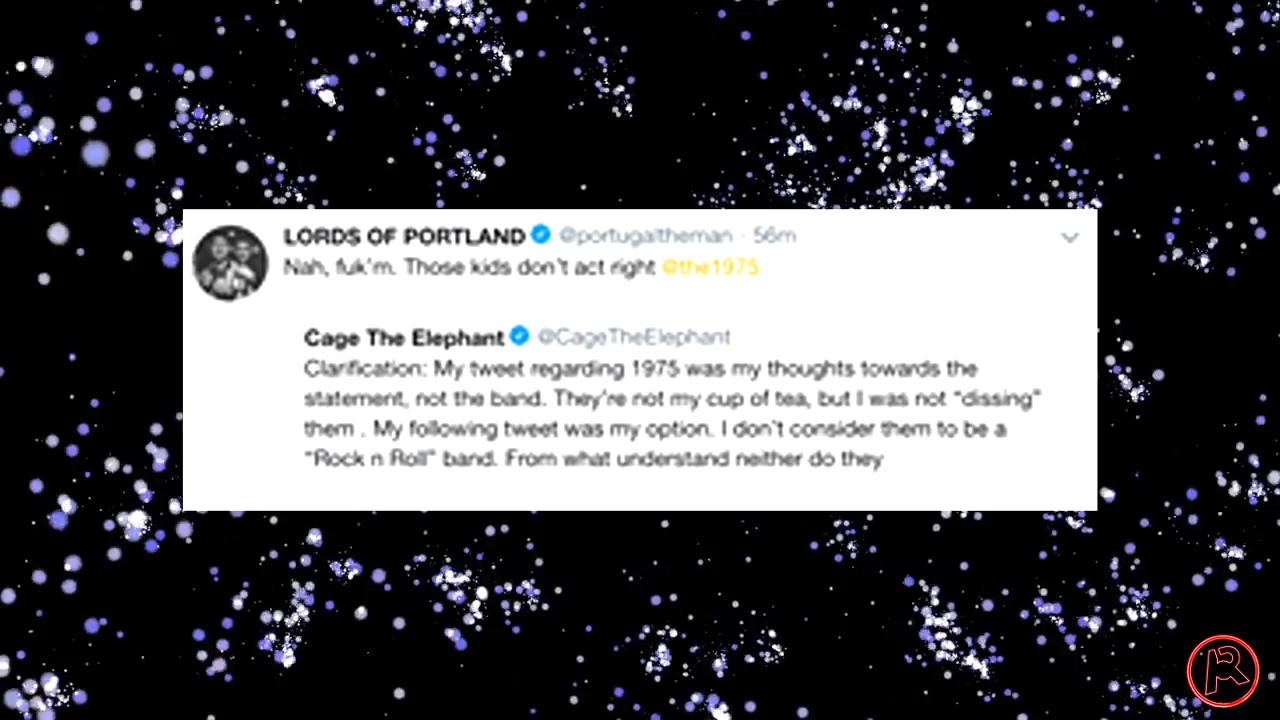 LORDS OF PORTLAND @portugaltheman · 56m
Nah, fuk'm. Those kids don't act right @the1975
Cage The Elephant @CageTheElephant
Clarification: My tweet regarding 1975 was my thoughts towards the
statement, not the band. They're not my cup of tea, but I was not "dissing"
them . My following tweet was my option. I don't consider them to be a
"Rock n Roll" band. From what understand neither do they